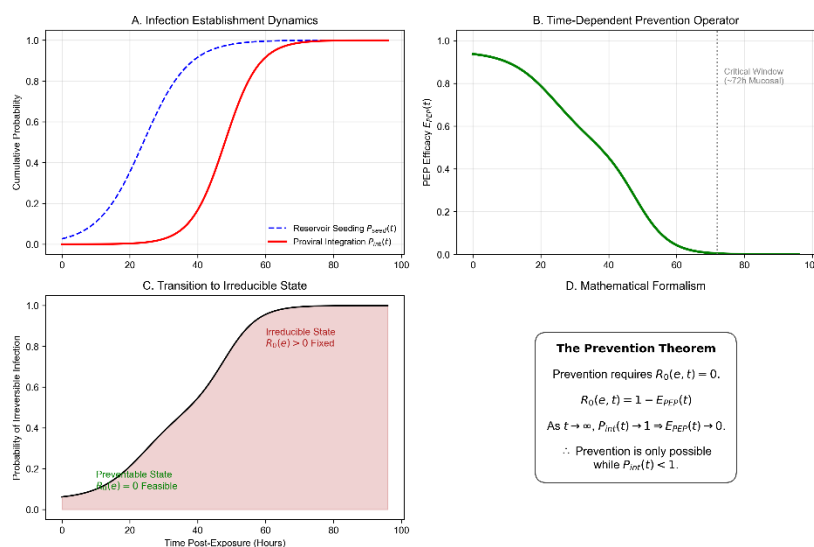 A. Infection Establishment Dynamics
Cumulative Probability
1.0
0.8
0.6
0.4
0.2
0.0
0 20 40 60 80 100
Reservoir Seeding P_seed(t)
Proviral Integration P_int(t)
B. Time-Dependent Prevention Operator
PEP Efficacy E_PEP(t)
1.0
0.8
0.6
0.4
0.2
0.0
0 20 40 60 80 100
Critical Window
(~72h Mucosal)
C. Transition to Irreducible State
Probability of Irreversible Infection
1.0
0.8
0.6
0.4
0.2
0.0
0 20 40 60 80 100
Time Post-Exposure (Hours)
Irreducible State
R₀(e) > 0 Fixed
Preventable State
R₀(e) = 0 Feasible
D. Mathematical Formalism
The Prevention Theorem
Prevention requires R₀(e, t) = 0.
R₀(e, t) = 1 − E_PEP(t)
As t → ∞, P_int(t) → 1 ⇒ E_PEP(t) → 0.
∴ Prevention is only possible
while P_int(t) < 1.